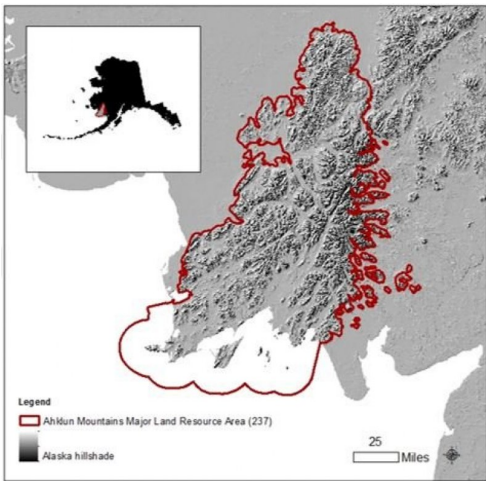 Legend
Ahklun Mountains Major Land Resource Area (237)
Alaska hillshade
25
Miles